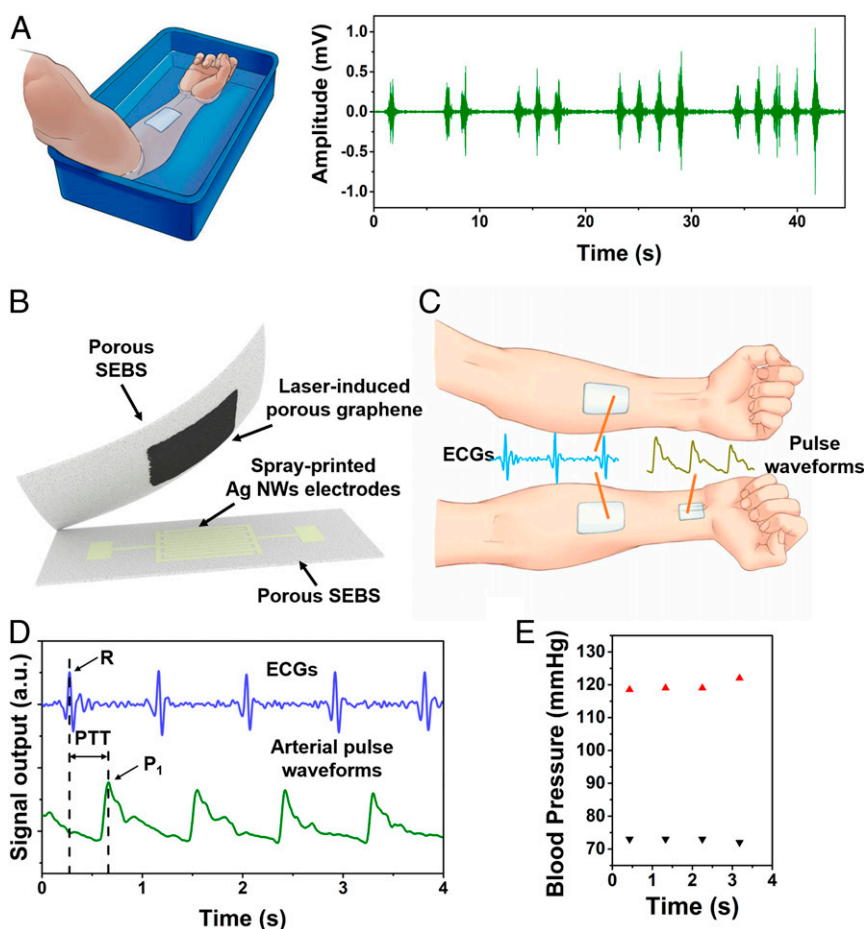 A
Amplitude (mV)
1.0
0.5
0.0
-0.5
-1.0
0
10
20
30
40
Time (s)
B
Porous
SEBS
Laser-induced
porous graphene
Spray-printed
Ag NWs electrodes
Porous SEBS
C
ECGs
Pulse
waveforms
D
Signal output (a.u.)
R
ECGs
PTT
P₁
Arterial pulse
waveforms
0
1
2
3
4
Time (s)
E
Blood Pressure (mmHg)
130
120
110
100
90
80
70
0
1
2
3
4
Time (s)